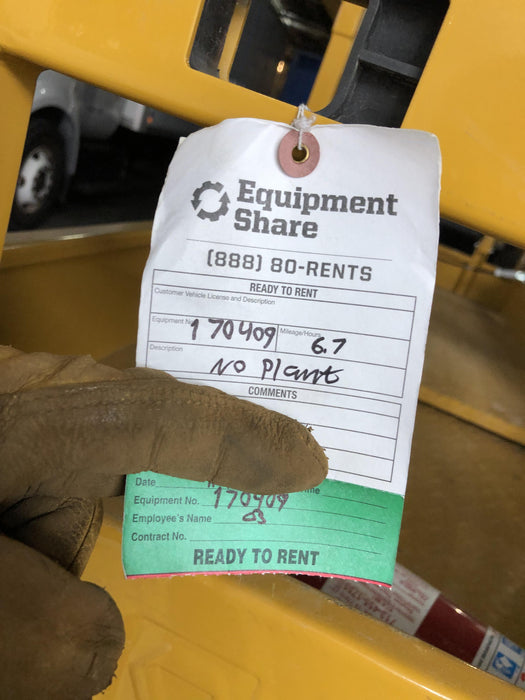 Equipment
Share
(888) 80-RENTS
READY TO RENT
Customer Vehicle License and Description
Equipment No. 170409 Mileage/Hours 6.7
Description
No Plant
COMMENTS
Date
Equipment No. 170409
Employee's Name
Contract No.
READY TO RENT